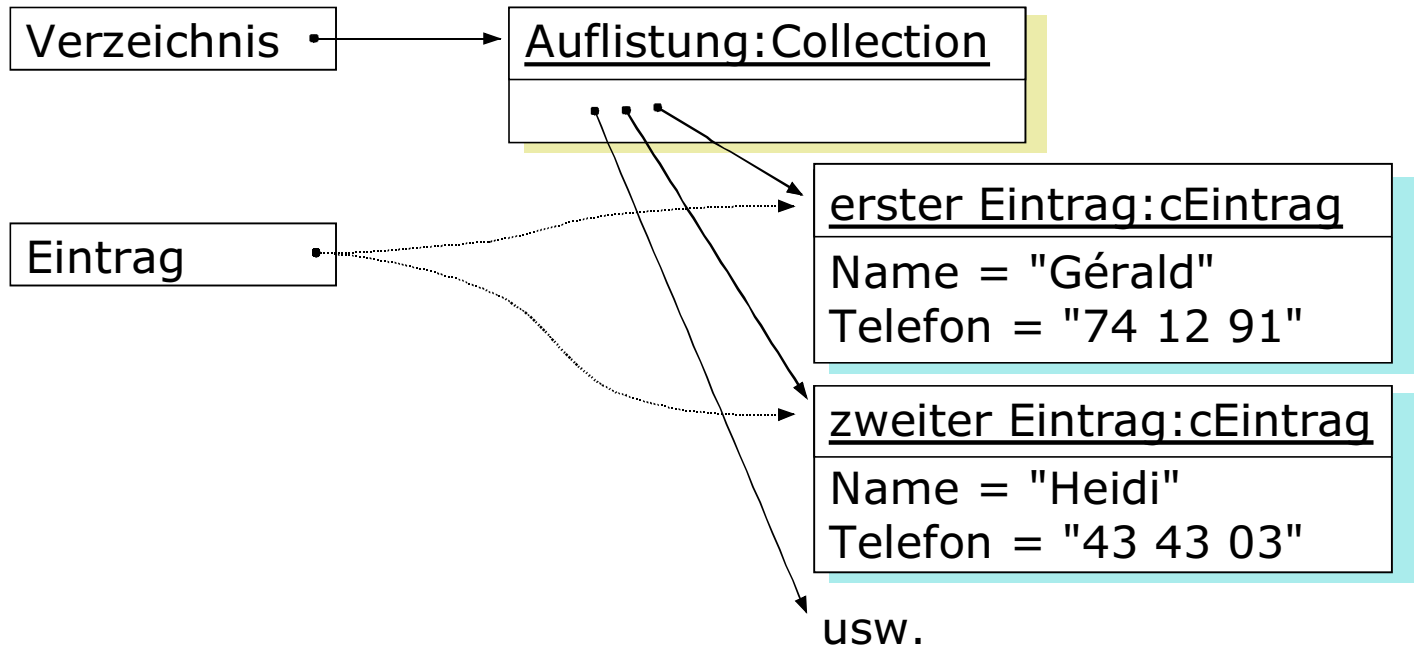 Verzeichnis
Auflistung:Collection
erster Eintrag:cEintrag
Eintrag
Name = "Gérald"
Telefon = "74 12 91"
zweiter Eintrag:cEintrag
Name = "Heidi"
Telefon = "43 43 03"
usw.